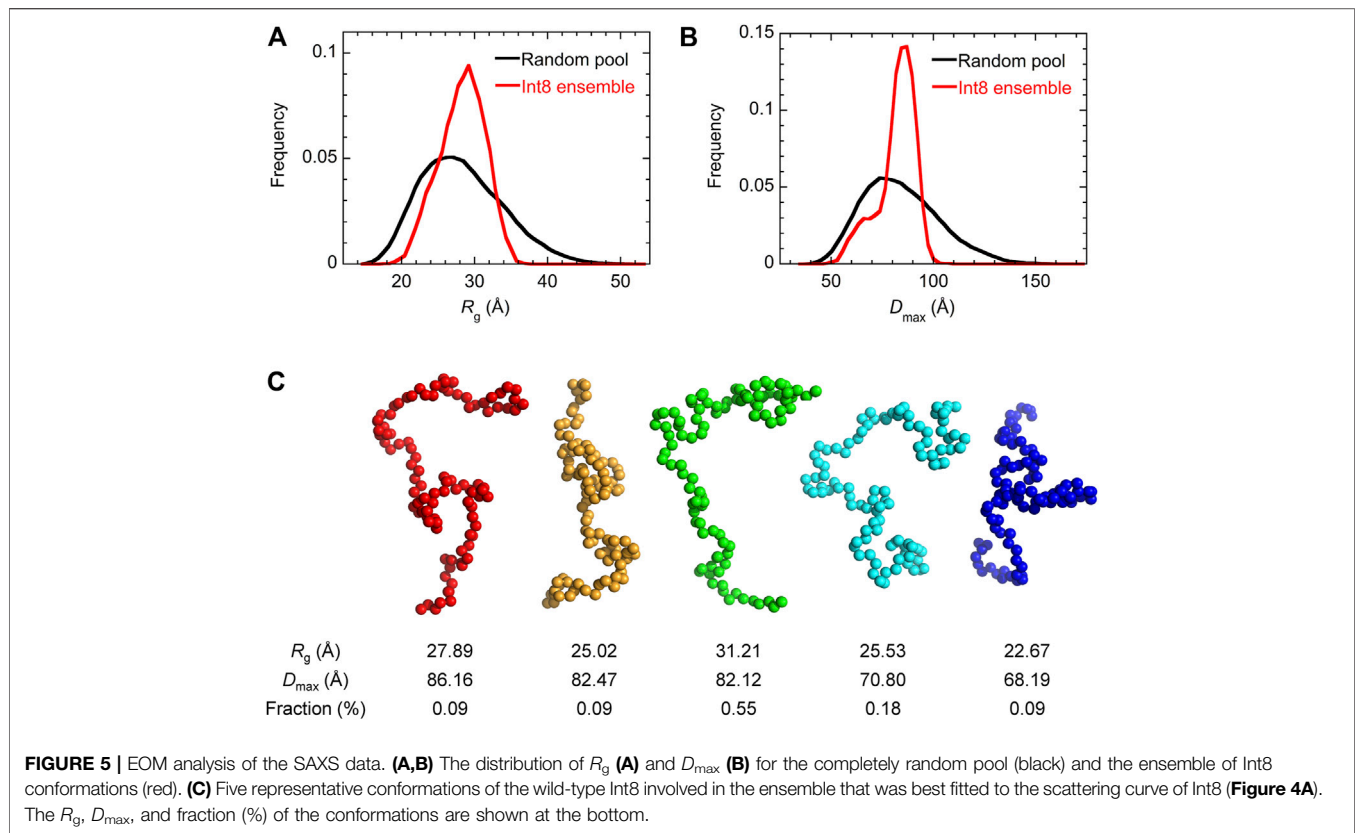 A
B
0.1
0.05
0
Frequency
Random pool
Int8 ensemble
20 30 40 50
Rg (Å)
0.15
0.10
0.05
0
Frequency
Random pool
Int8 ensemble
50 100 150
Dmax (Å)
C
Rg (Å) 27.89 25.02 31.21 25.53 22.67
Dmax (Å) 86.16 82.47 82.12 70.80 68.19
Fraction (%) 0.09 0.09 0.55 0.18 0.09
FIGURE 5 | EOM analysis of the SAXS data. (A,B) The distribution of Rg (A) and Dmax (B) for the completely random pool (black) and the ensemble of Int8
conformations (red). (C) Five representative conformations of the wild-type Int8 involved in the ensemble that was best fitted to the scattering curve of Int8 (Figure 4A).
The Rg, Dmax, and fraction (%) of the conformations are shown at the bottom.